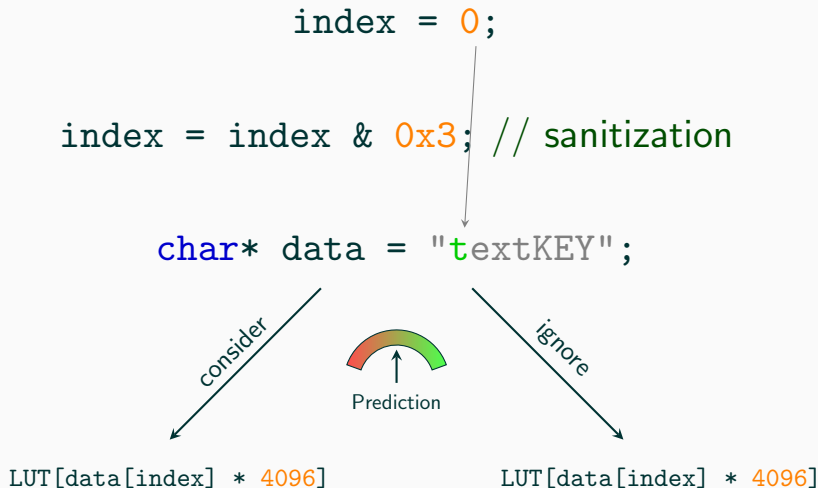 index = 0;
index = index & 0x3; // sanitization
char* data = "textKEY";
consider
ignore
Prediction
LUT[data[index] * 4096]
LUT[data[index] * 4096]